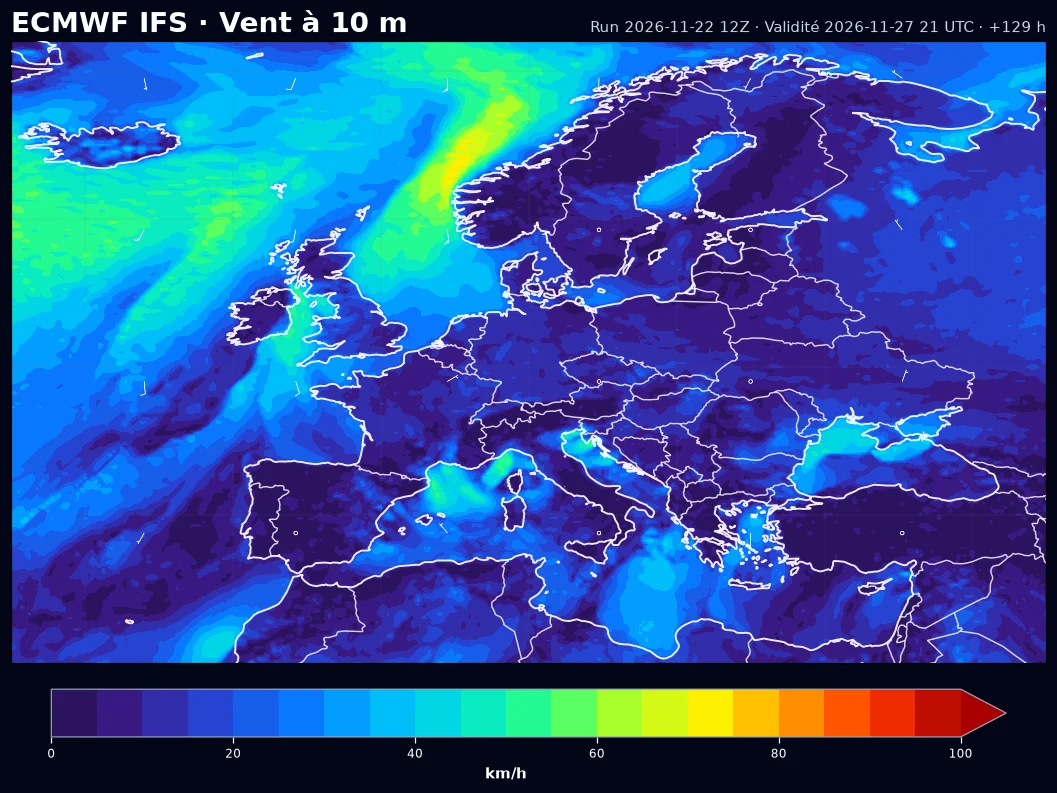 ECMWF IFS · Vent à 10 m
Run 2026-11-22 12Z · Validité 2026-11-27 21 UTC · +129 h
0 20 40 60 80 100
km/h